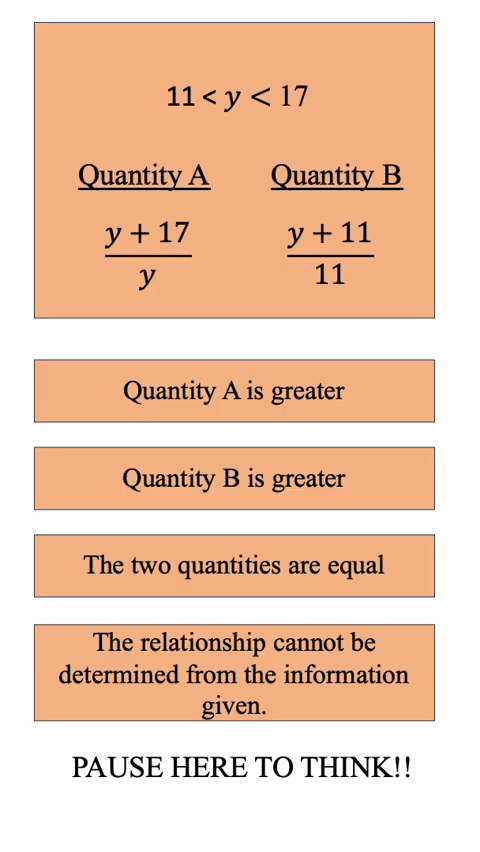 11 < y < 17
Quantity A Quantity B
y + 17 y + 11
y 11
Quantity A is greater
Quantity B is greater
The two quantities are equal
The relationship cannot be
determined from the information
given.
PAUSE HERE TO THINK!!